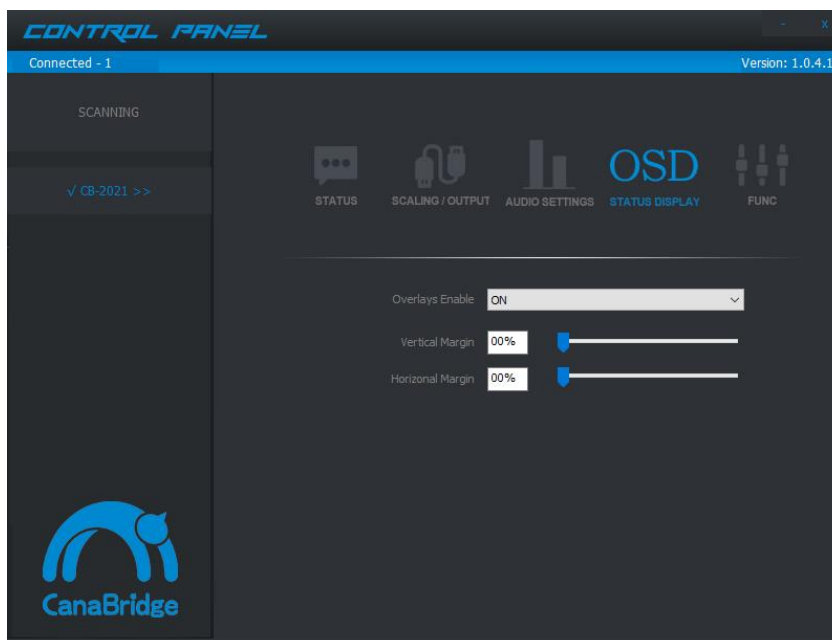 CONTROL PANEL
- x
Connected - 1 Version: 1.0.4.1
SCANNING
√ CB-2021 >>
OSD
STATUS SCALING / OUTPUT AUDIO SETTINGS STATUS DISPLAY FUNC
Overlays Enable ON
Vertical Margin 00%
Horizonal Margin 00%
CanaBridge